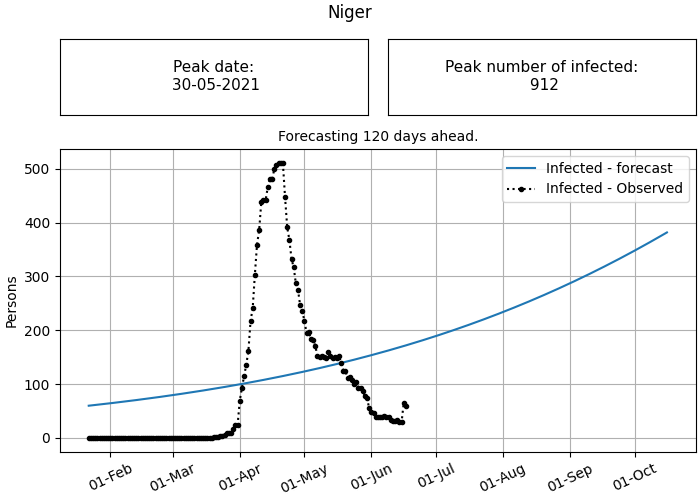 Niger
Peak date:
30-05-2021
Peak number of infected:
912
Forecasting 120 days ahead.
Infected - forecast
Infected - Observed
Persons
500
400
300
200
100
0
01-Feb
01-Mar
01-Apr
01-May
01-Jun
01-Jul
01-Aug
01-Sep
01-Oct